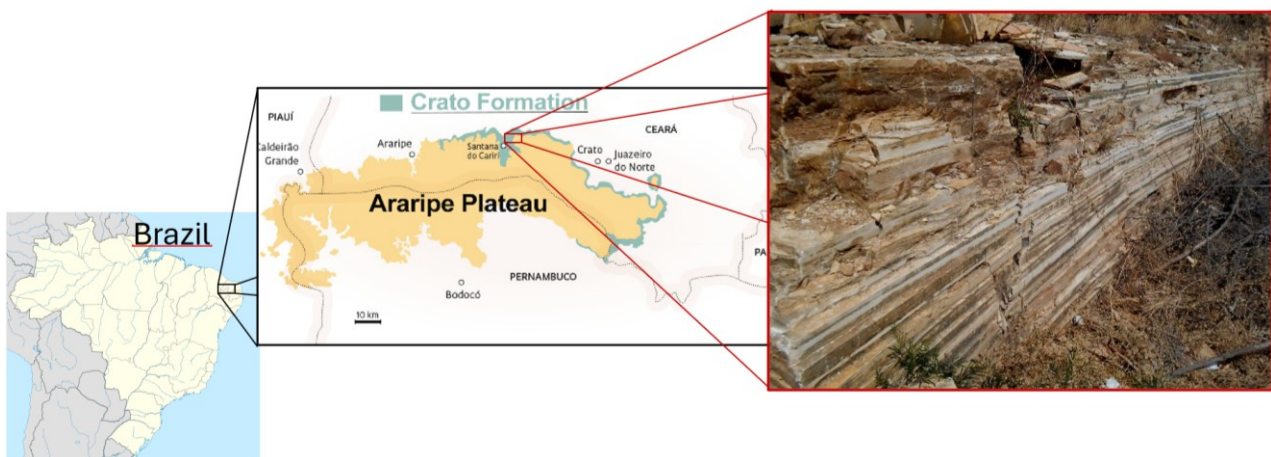 Brazil
Crato Formation
PIAUÍ
CEARÁ
Caldeirão
Grande
Araripe
Santana
do Cariri
Crato
Juazeiro
do Norte
Araripe Plateau
PERNAMBUCO
PA
Bodocó
10 km